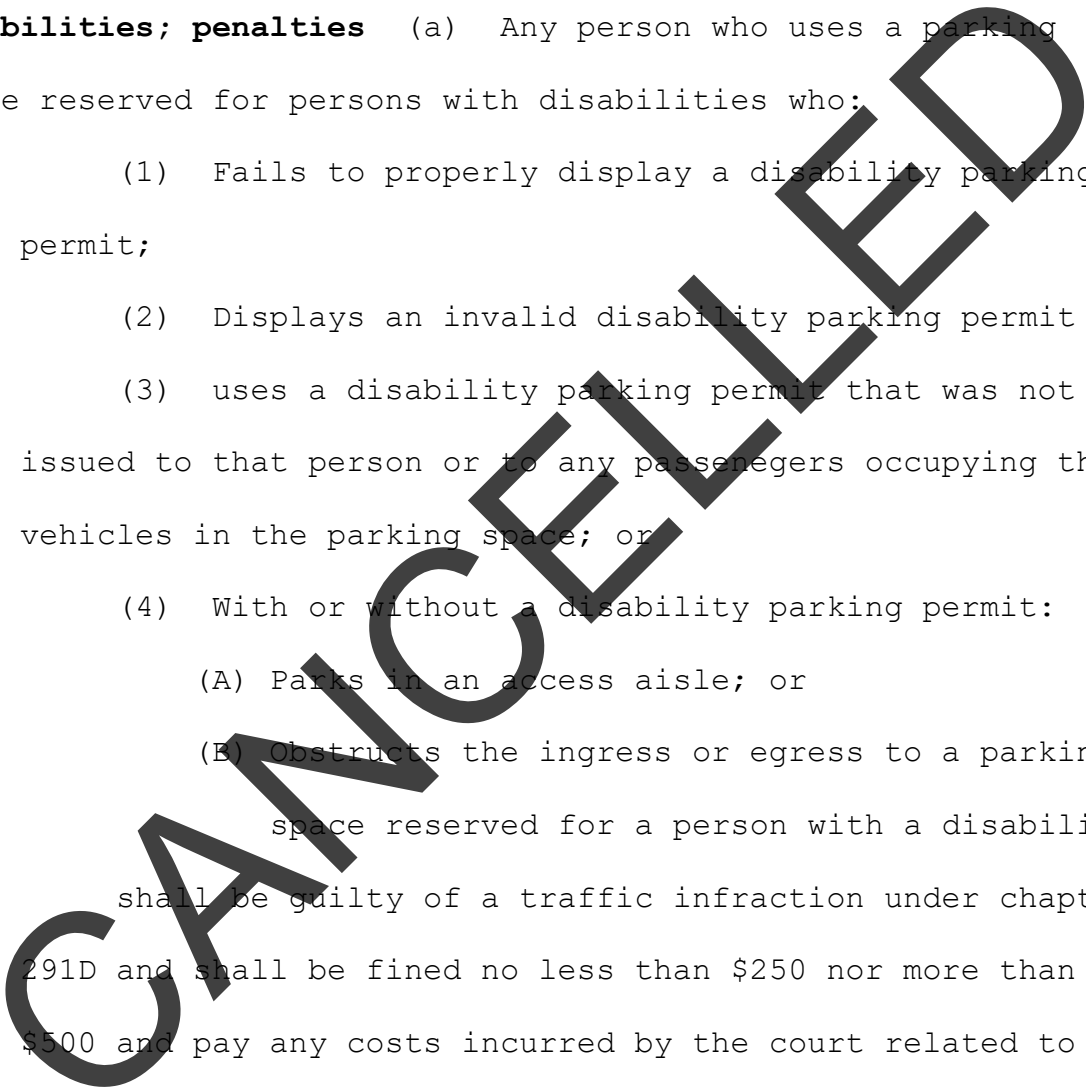 bilities; penalties (a) Any person who uses a parking
e reserved for persons with disabilities who:
(1) Fails to properly display a disability parking
permit;
(2) Displays an invalid disability parking permit
(3) uses a disability parking permit that was not
issued to that person or to any passenegers occupying th
vehicles in the parking space; or
(4) With or without a disability parking permit:
(A) Parks in an access aisle; or
(B) Obstructs the ingress or egress to a parkin
space reserved for a person with a disabili
shall be guilty of a traffic infraction under chapt
291D and shall be fined no less than $250 nor more than
$500 and pay any costs incurred by the court related to
CANCELLED